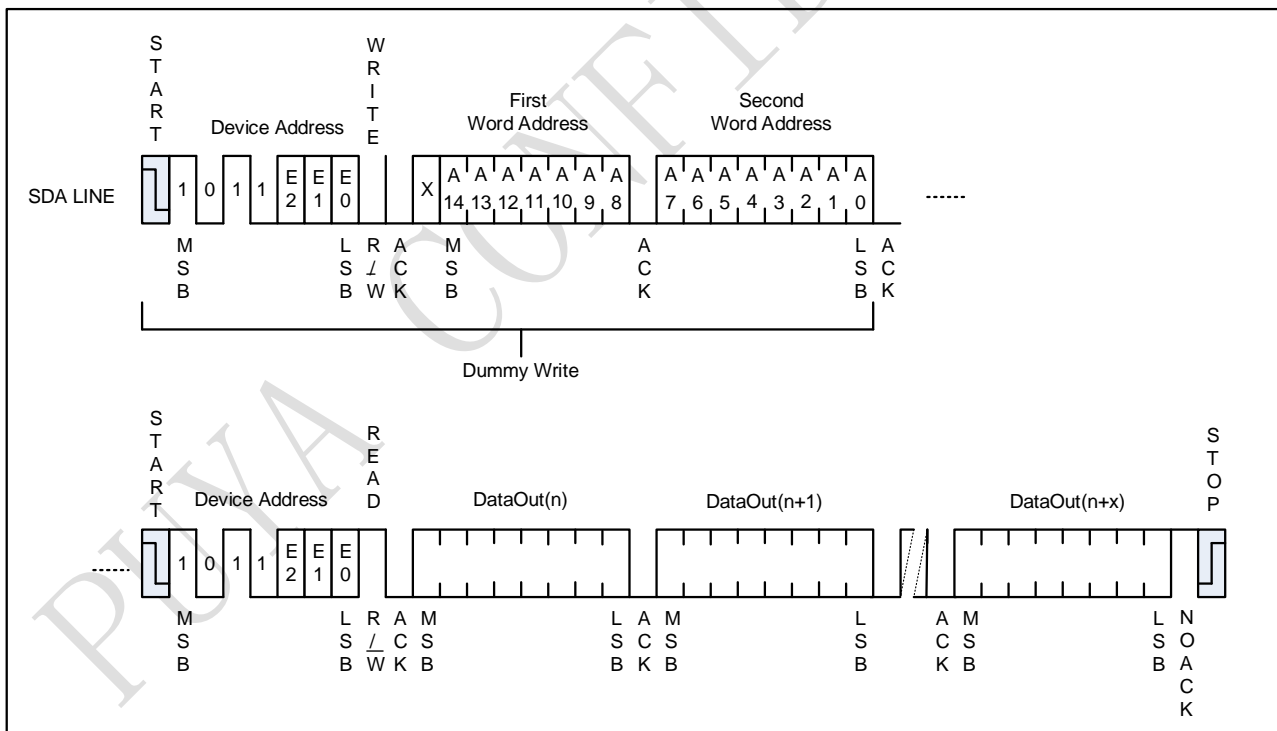 START
WRITE
Device Address
First
Word Address
Second
Word Address
SDA LINE
1 0 1 1 E2 E1 E0 X A14 A13 A12 A11 A10 A9 A8 A7 A6 A5 A4 A3 A2 A1 A0 ........
MSB LSB R/W ACK MSB ACK LSB ACK
Dummy Write
START
READ
STOP
Device Address DataOut(n) DataOut(n+1) DataOut(n+x)
........ 1 0 1 1 E2 E1 E0
MSB LSB R/W ACK MSB LSB ACK MSB LSB ACK MSB LSB NOACK
PUYA CONFI